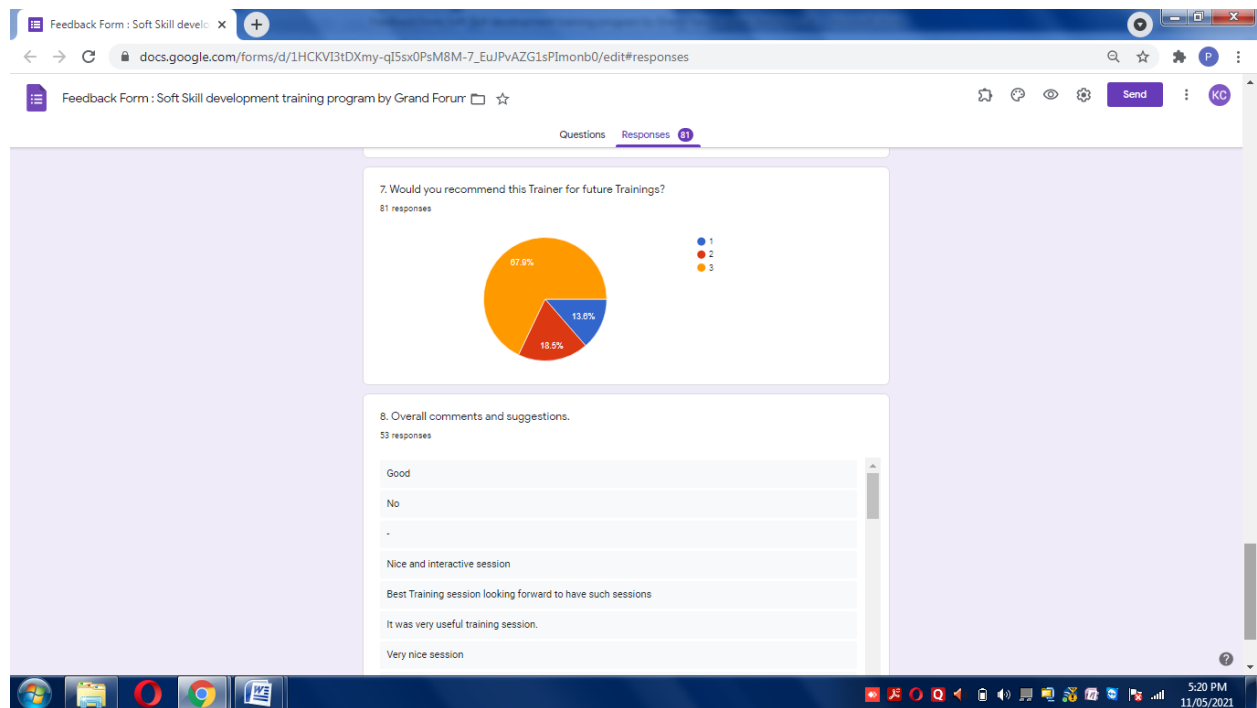 Feedback Form : Soft Skill develo
docs.google.com/forms/d/1HCKVI3tDXmy-qI5sx0PsM8M-7_EuJPvAZG1sPImonb0/edit#responses
P
Feedback Form : Soft Skill development training program by Grand Forum
Send
KC
Questions Responses 81
7. Would you recommend this Trainer for future Trainings?
81 responses
1
2
3
67.9%
13.6%
18.5%
8. Overall comments and suggestions.
53 responses
Good
No
-
Nice and interactive session
Best Training session looking forward to have such sessions
It was very useful training session.
Very nice session
5:20 PM
11/05/2021